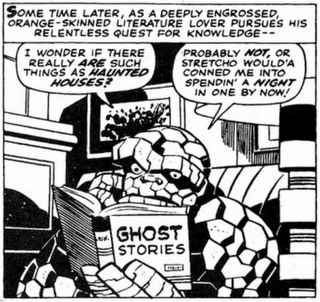 SOME TIME LATER, AS A DEEPLY ENGROSSED,
ORANGE-SKINNED LITERATURE LOVER PURSUES HIS
RELENTLESS QUEST FOR KNOWLEDGE--
I WONDER IF THERE
REALLY ARE SUCH
THINGS AS HAUNTED
HOUSES?
PROBABLY NOT, OR
STRETCHO WOULD'A
CONNED ME INTO
SPENDIN' A NIGHT
IN ONE BY NOW!
GHOST
STORIES